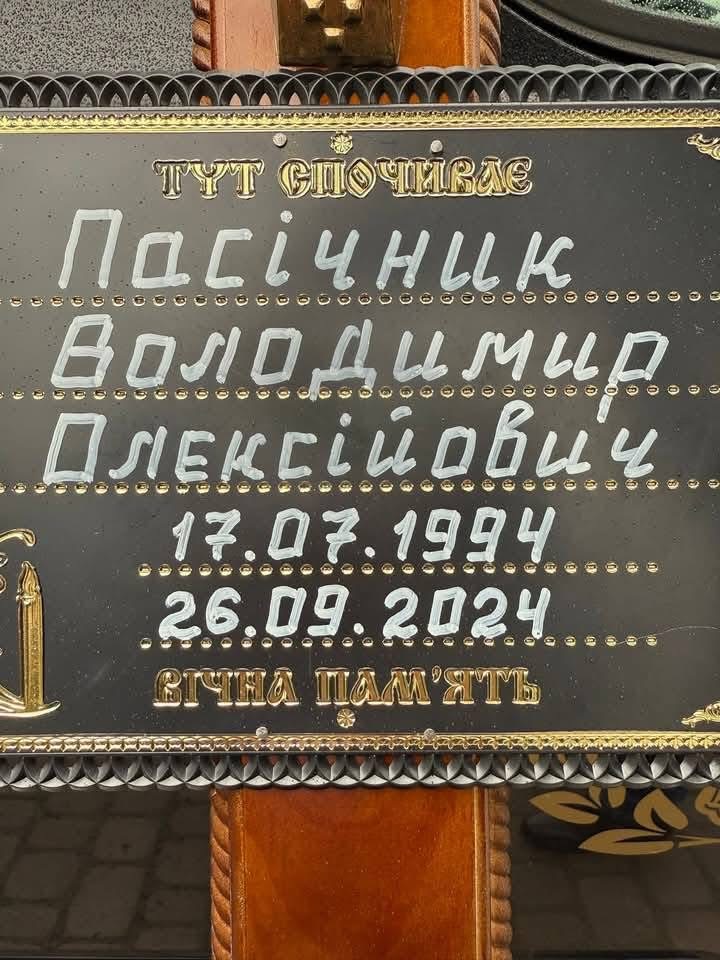 ТУТ СПОЧИВАЄ
Пасічник
Володимир
Олексійович
17.07.1994
26.09.2024
ВІЧНА ПАМ'ЯТЬ